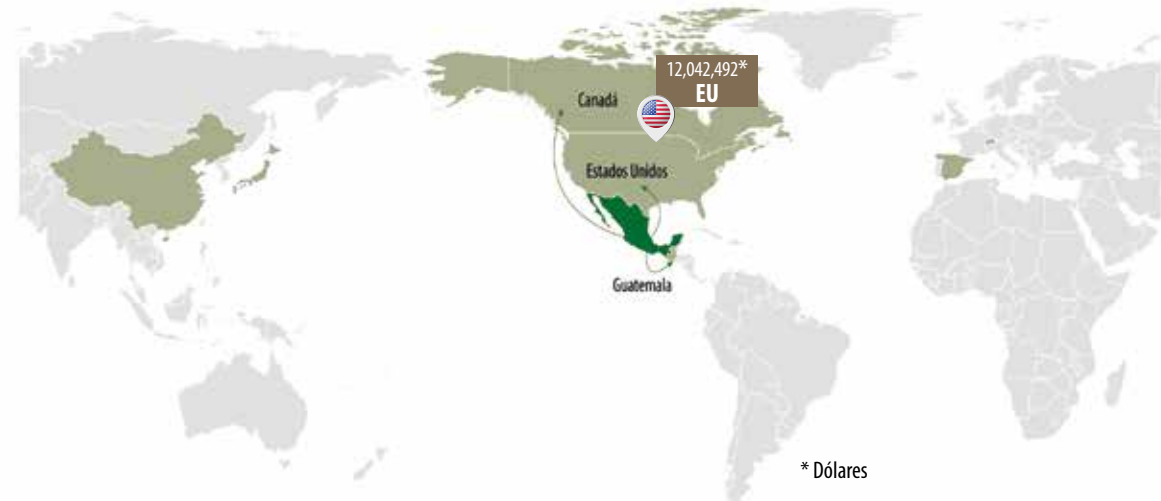 12,042,492*
EU
Canadá
Estados Unidos
Guatemala
* Dólares